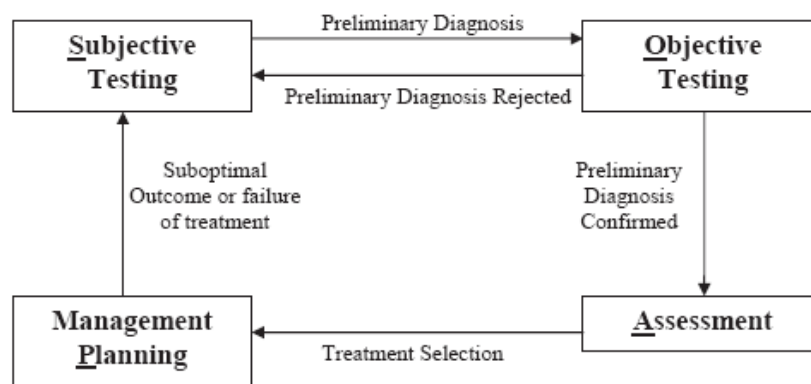 Subjective
Testing
Preliminary Diagnosis
Objective
Testing
Preliminary Diagnosis Rejected
Suboptimal
Outcome or failure
of treatment
Preliminary
Diagnosis
Confirmed
Management
Planning
Treatment Selection
Assessment